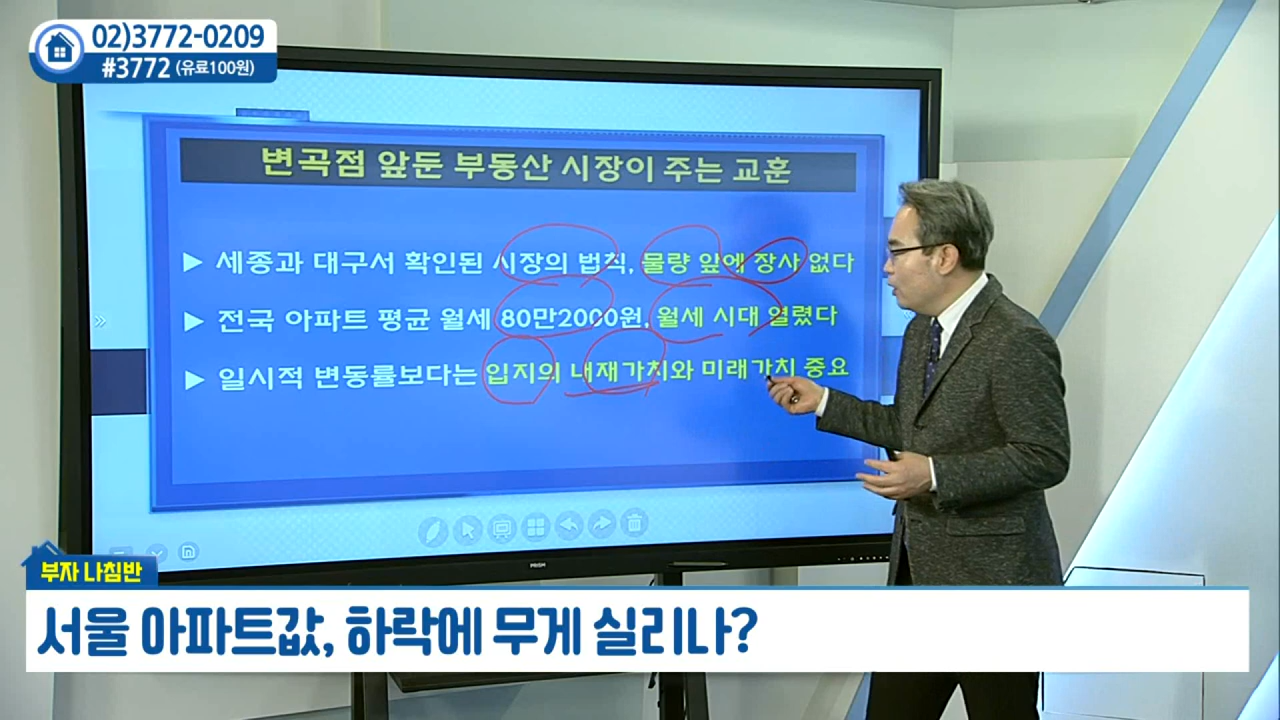 02)3772-0209
#3772 (유료100원)
변곡점 앞둔 부동산 시장이 주는 교훈
▶ 세종과 대구서 확인된 시장의 법칙, 물량 앞에 장사 없다
▶ 전국 아파트 평균 월세 80만2000원, 월세 시대 열렸다
▶ 일시적 변동률보다는 입지의 내재가치와 미래가치 중요
PRISM
부자 나침반
서울 아파트값, 하락에 무게 실리나?